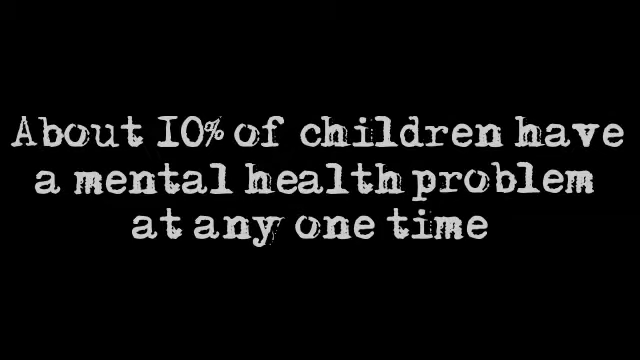 About 10% of children have
a mental health problem
at any one time